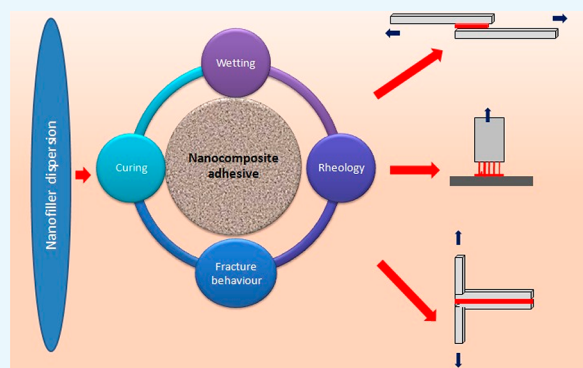 Nanofiller dispersion
Wetting
Curing
Nanocomposite
adhesive
Rheology
Fracture
behaviour